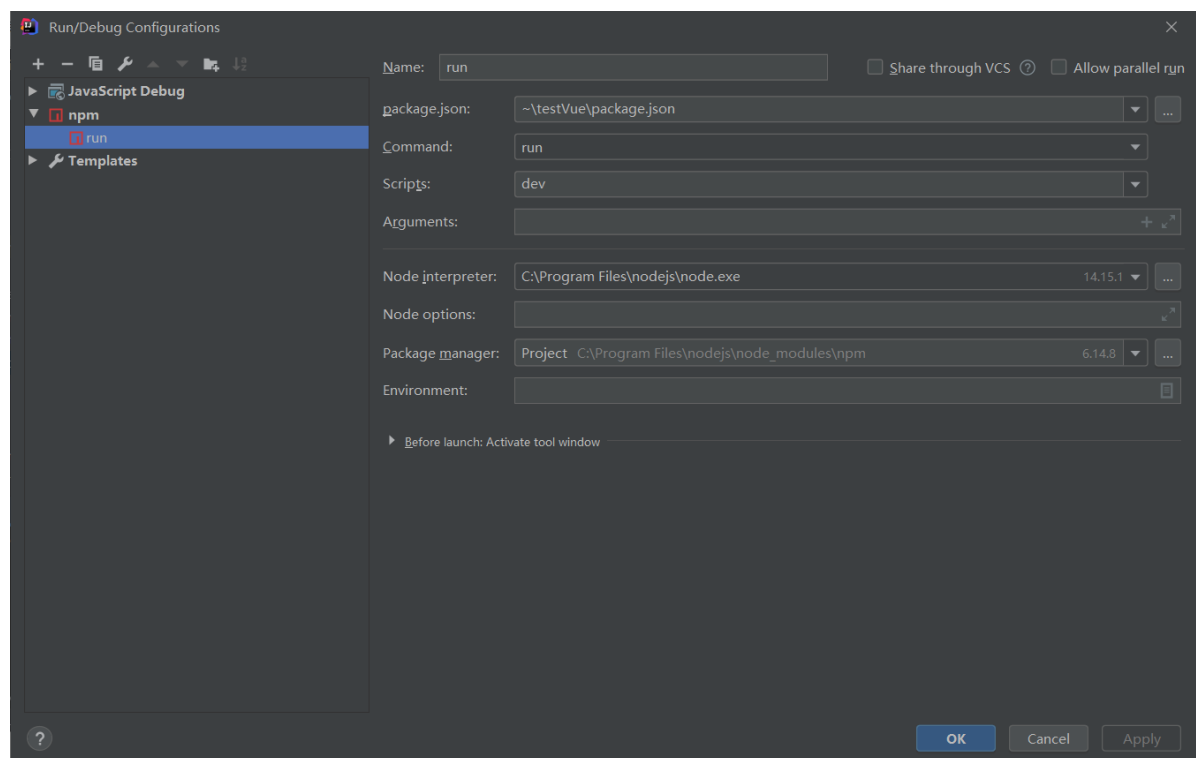 Run/Debug Configurations
JavaScript Debug
npm
run
Templates
Name: run Share through VCS ? Allow parallel run
package.json: ~\testVue\package.json ...
Command: run
Scripts: dev
Arguments:
Node interpreter: C:\Program Files\nodejs\node.exe 14.15.1 ...
Node options:
Package manager: Project C:\Program Files\nodejs\node_modules\npm 6.14.8 ...
Environment:
Before launch: Activate tool window
? OK Cancel Apply